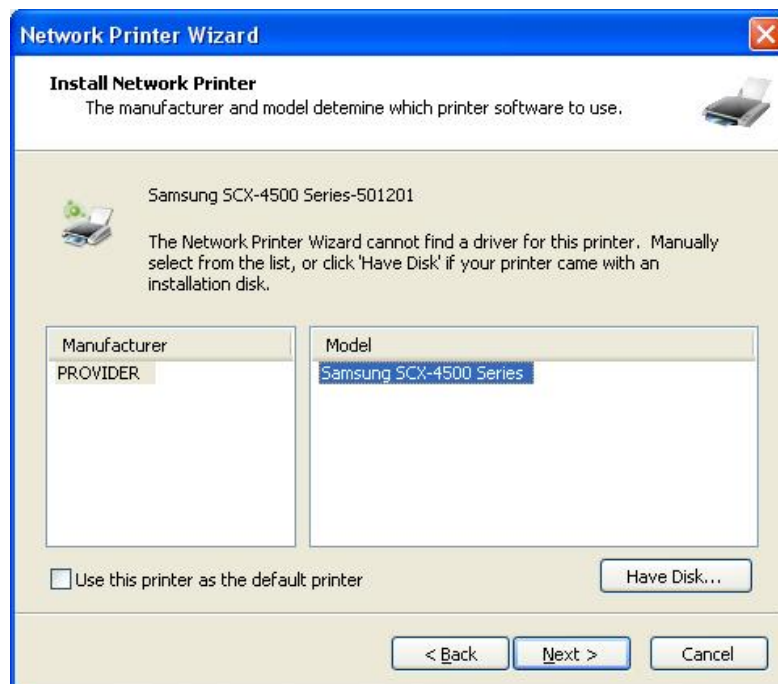 Network Printer Wizard
Install Network Printer
The manufacturer and model detemine which printer software to use.
Samsung SCX-4500 Series-501201
The Network Printer Wizard cannot find a driver for this printer. Manually
select from the list, or click 'Have Disk' if your printer came with an
installation disk.
Manufacturer
Model
PROVIDER
Samsung SCX-4500 Series
Use this printer as the default printer
Have Disk...
< Back
Next >
Cancel